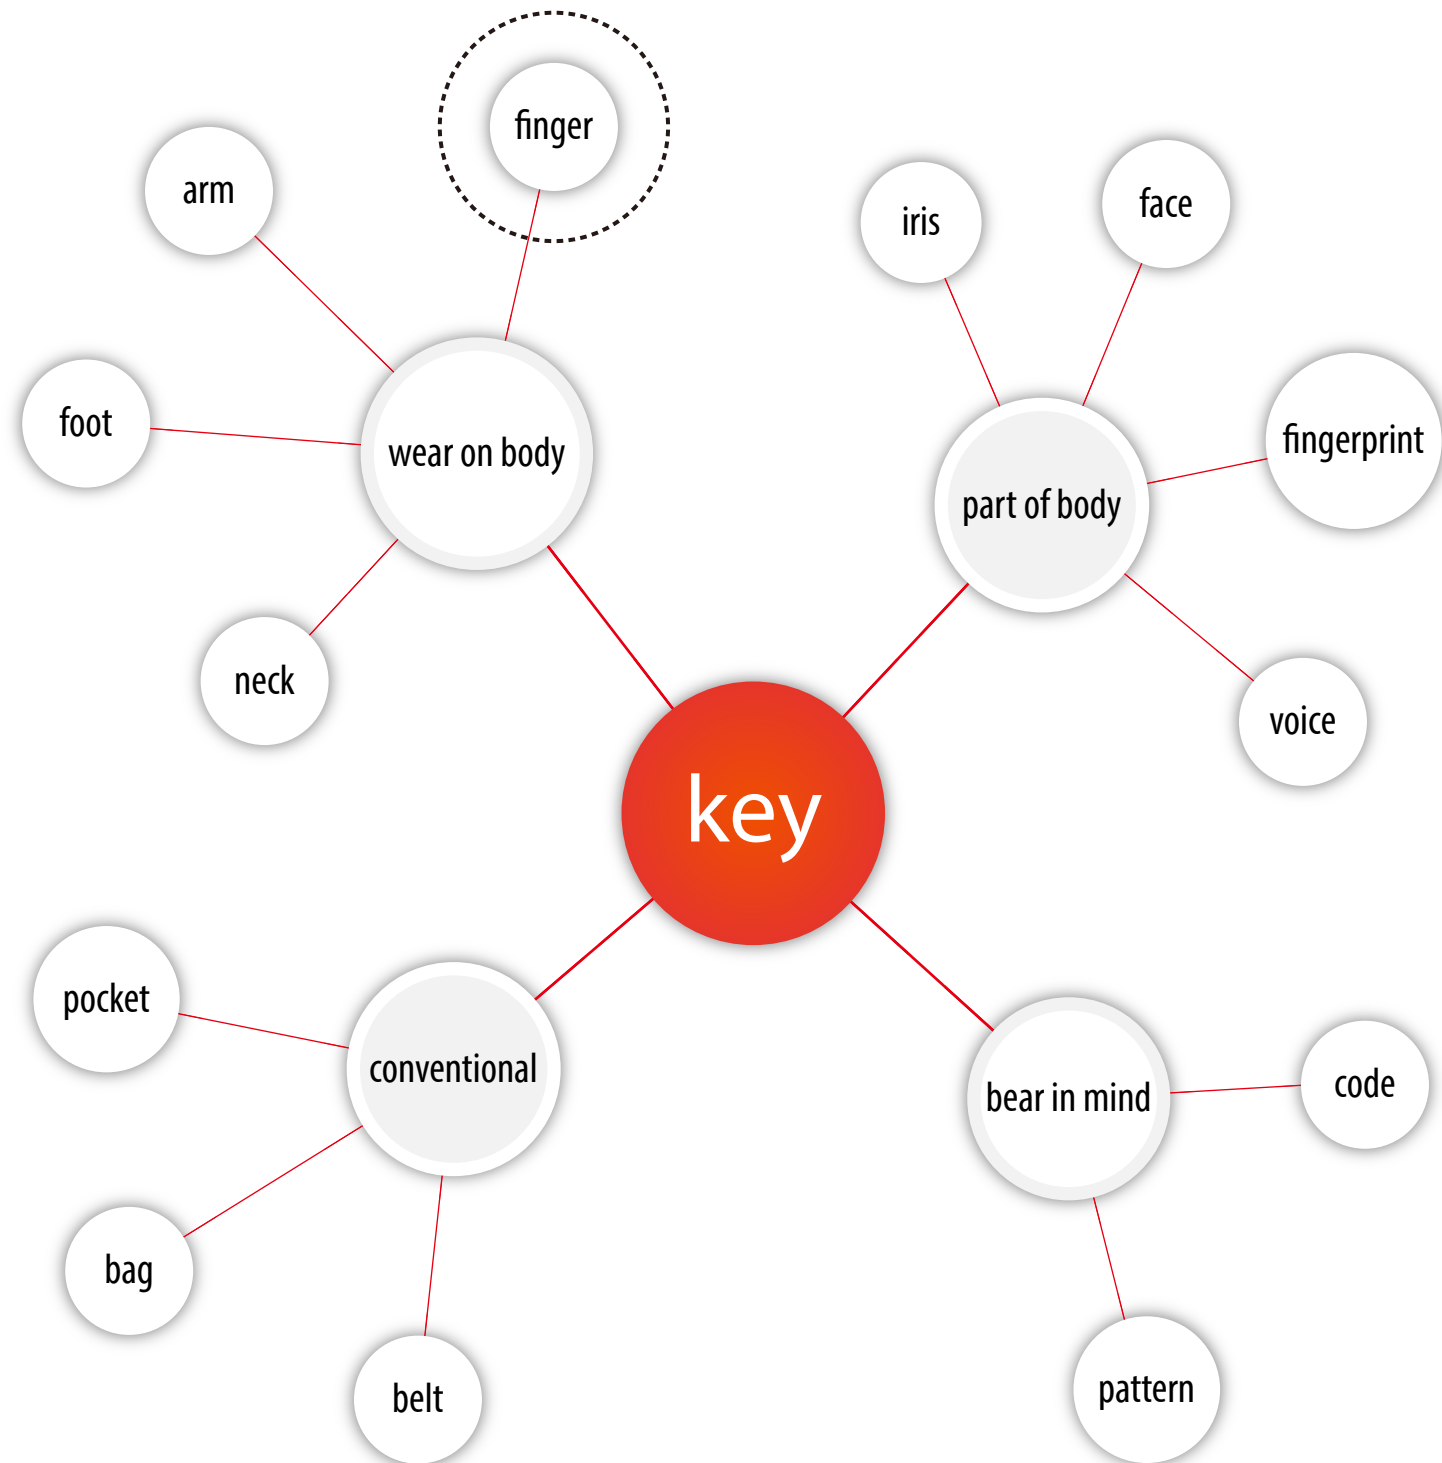 finger
arm
foot
wear on body
neck
iris
face
fingerprint
part of body
voice
key
pocket
conventional
bag
belt
bear in mind
code
pattern